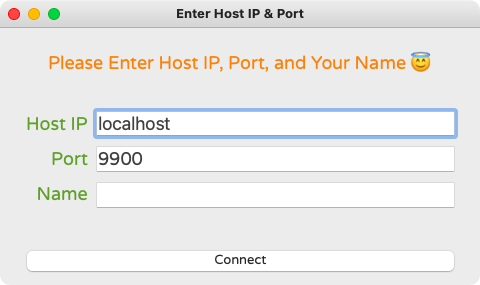 Enter Host IP & Port
Please Enter Host IP, Port, and Your Name 😇
Host IP localhost
Port 9900
Name
Connect